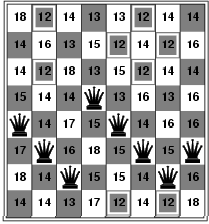 18 12 14 13 13 12 14 14
14 16 13 15 12 14 12 16
14 12 18 13 15 12 14 14
15 14 14 13 16 13 16
14 17 15 14 16 16
17 16 18 15 15
18 14 15 15 14 16
14 14 13 17 12 14 12 18